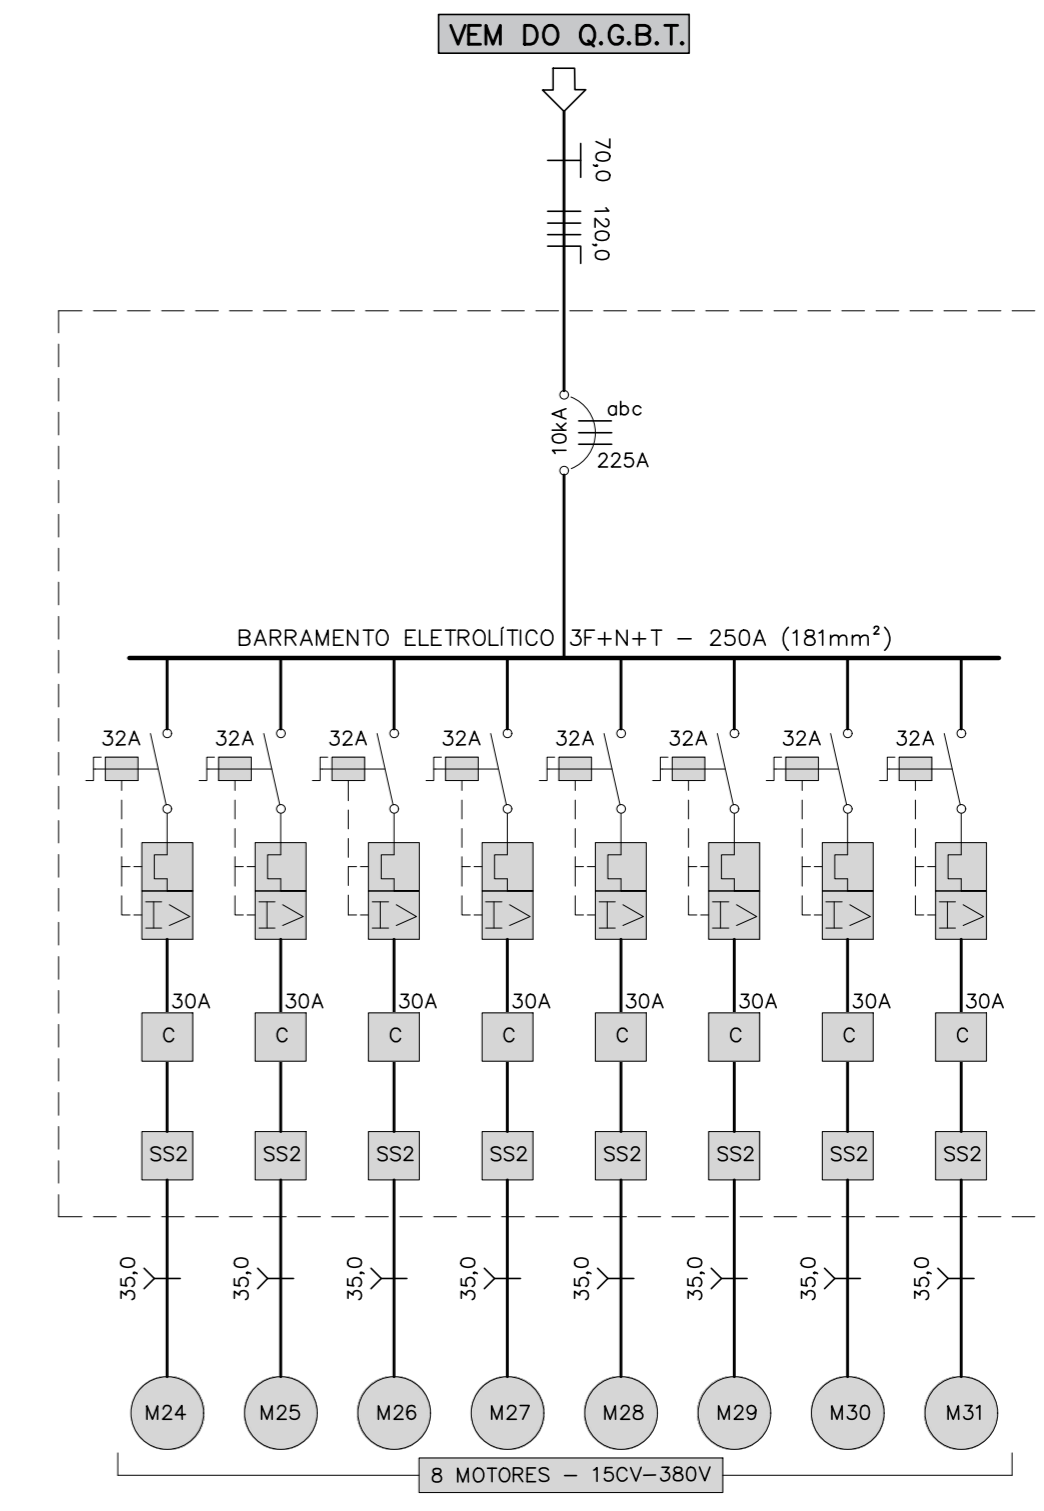 VEM DO Q.G.B.T.
70,0
120,0
10kA
abc
225A
BARRAMENTO ELETROLÍTICO 3F+N+T – 250A (181mm²)
32A 32A 32A 32A 32A 32A 32A 32A
I> I> I> I> I> I> I> I>
30A 30A 30A 30A 30A 30A 30A 30A
C C C C C C C C
SS2 SS2 SS2 SS2 SS2 SS2 SS2 SS2
35,0 35,0 35,0 35,0 35,0 35,0 35,0 35,0
M24 M25 M26 M27 M28 M29 M30 M31
8 MOTORES – 15CV–380V